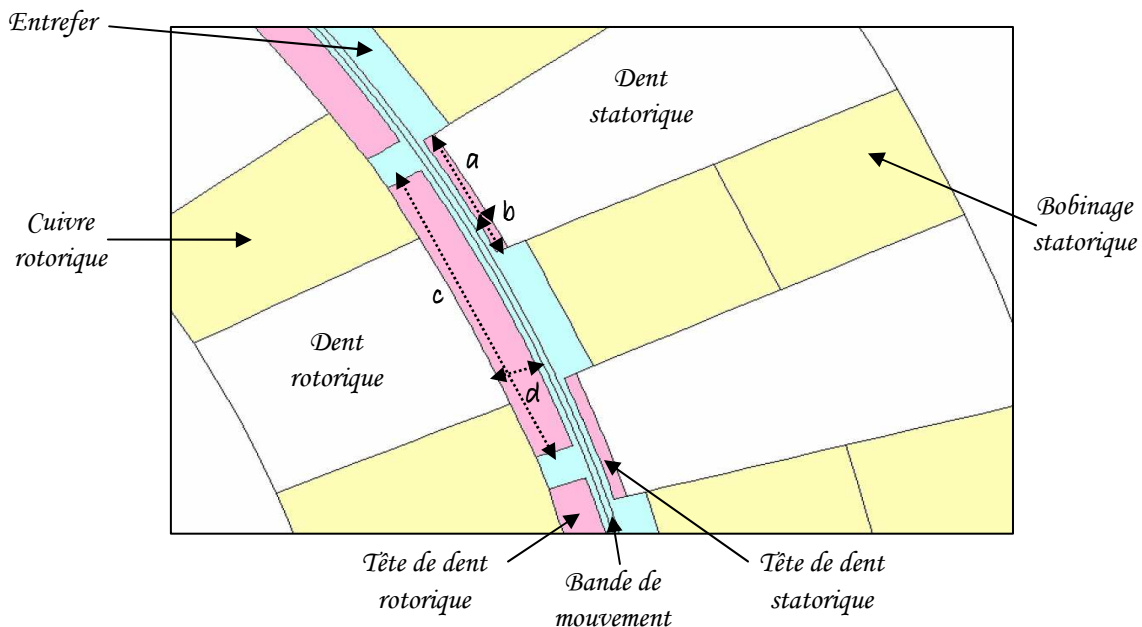 Entrefer
Dent
statorique
a
b
Bobinage
statorique
Cuivre
rotorique
c
Dent
rotorique
d
Tête de dent
rotorique
Bande de
mouvement
Tête de dent
statorique